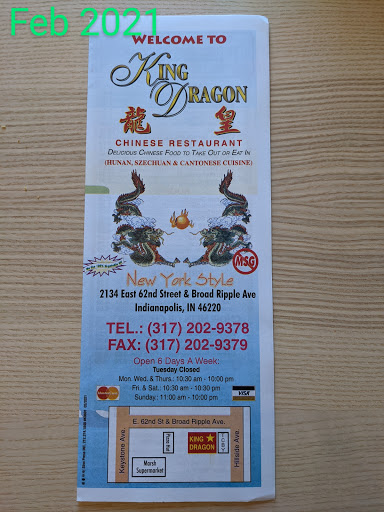 Feb 2021
WELCOME TO
KING
DRAGON
龍 皇
CHINESE RESTAURANT
DELICIOUS CHINESE FOOD TO TAKE OUT OR EAT IN
(HUNAN, SZECHUAN & CANTONESE CUISINE)
MSG
New York Style
2134 East 62nd Street & Broad Ripple Ave
Indianapolis, IN 46220
TEL.: (317) 202-9378
FAX: (317) 202-9379
Open 6 Days A Week:
Tuesday Closed
Mon. Wed. & Thurs.: 10:30 am - 10:00 pm
Fri. & Sat.: 10:30 am - 10:30 pm
Sunday.: 11:00 am - 10:00 pm
MasterCard
VISA
E. 62nd St & Broad Ripple Ave.
Keystone Ave.
KING
DRAGON
Hillside Ave.
Marsh
Supermarket